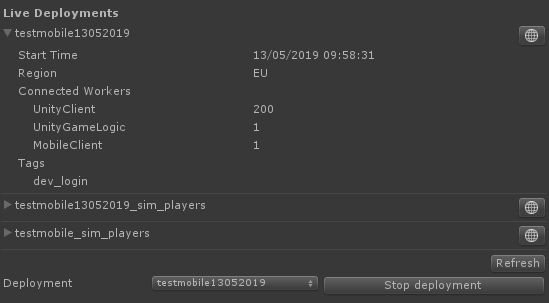 Live Deployments
testmobile13052019
Start Time 13/05/2019 09:58:31
Region EU
Connected Workers
UnityClient 200
UnityGameLogic 1
MobileClient 1
Tags
dev_login
testmobile13052019_sim_players
testmobile_sim_players
Refresh
Deployment testmobile13052019 Stop deployment